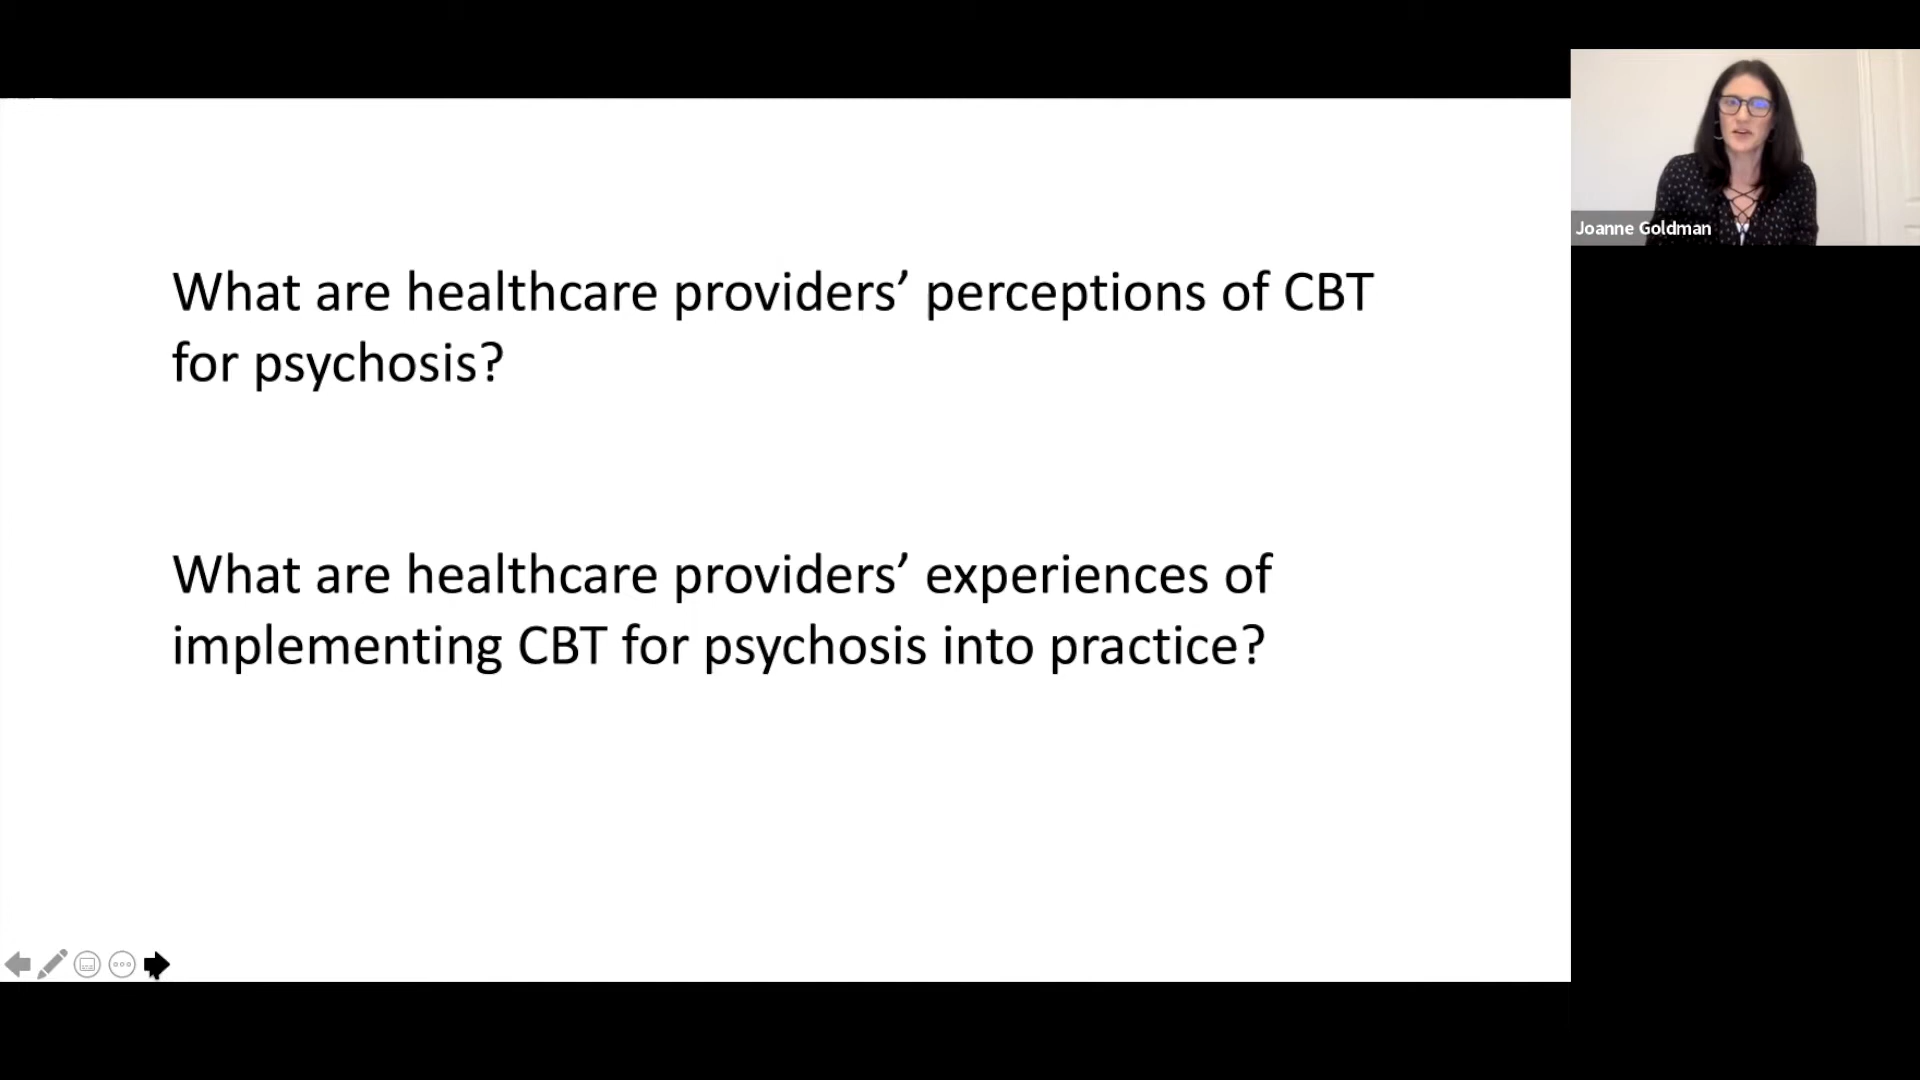 What are healthcare providers’ perceptions of CBT
for psychosis?
What are healthcare providers’ experiences of
implementing CBT for psychosis into practice?
Joanne Goldman